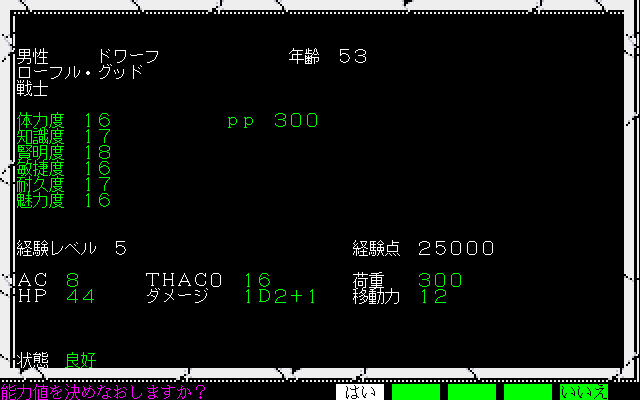 男性　　　ドワーフ　　　　　　　　年齢　５３
ローフル・グッド
戦士
体力度　１６　　　　　　　ｐｐ　３００
知識度　１７
賢明度　１８
敏捷度　１６
耐久度　１７
魅力度　１６
経験レベル　５　　　　　　　　　　　　　　経験点　２５０００
ＡＣ　８　　　　ＴＨＡＣ０　１６　　　　　荷重　３００
ＨＰ　４４　　　ダメージ　　１Ｄ２＋１　　移動力　１２
状態　良好
能力値を決めなおしますか？　　　　　　　　はい　　　　　　　　　　　　いいえ